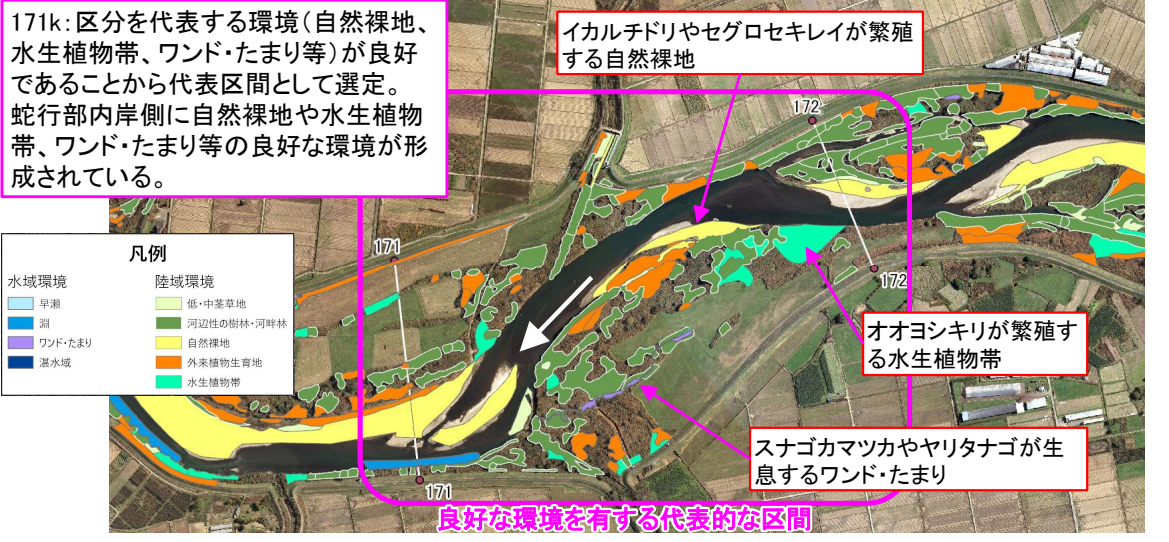 171k:区分を代表する環境(自然裸地、
水生植物帯、ワンド・たまり等)が良好
であることから代表区間として選定。
蛇行部内岸側に自然裸地や水生植物
帯、ワンド・たまり等の良好な環境が形
成されている。
イカルチドリやセグロセキレイが繁殖
する自然裸地
172
171
凡例
水域環境
早瀬
淵
ワンド・たまり
湛水域
陸域環境
低・中茎草地
河辺性の樹林・河畔林
自然裸地
外来植物生育地
水生植物帯
172
オオヨシキリが繁殖す
る水生植物帯
スナゴカマツカやヤリタナゴが生
息するワンド・たまり
171
良好な環境を有する代表的な区間